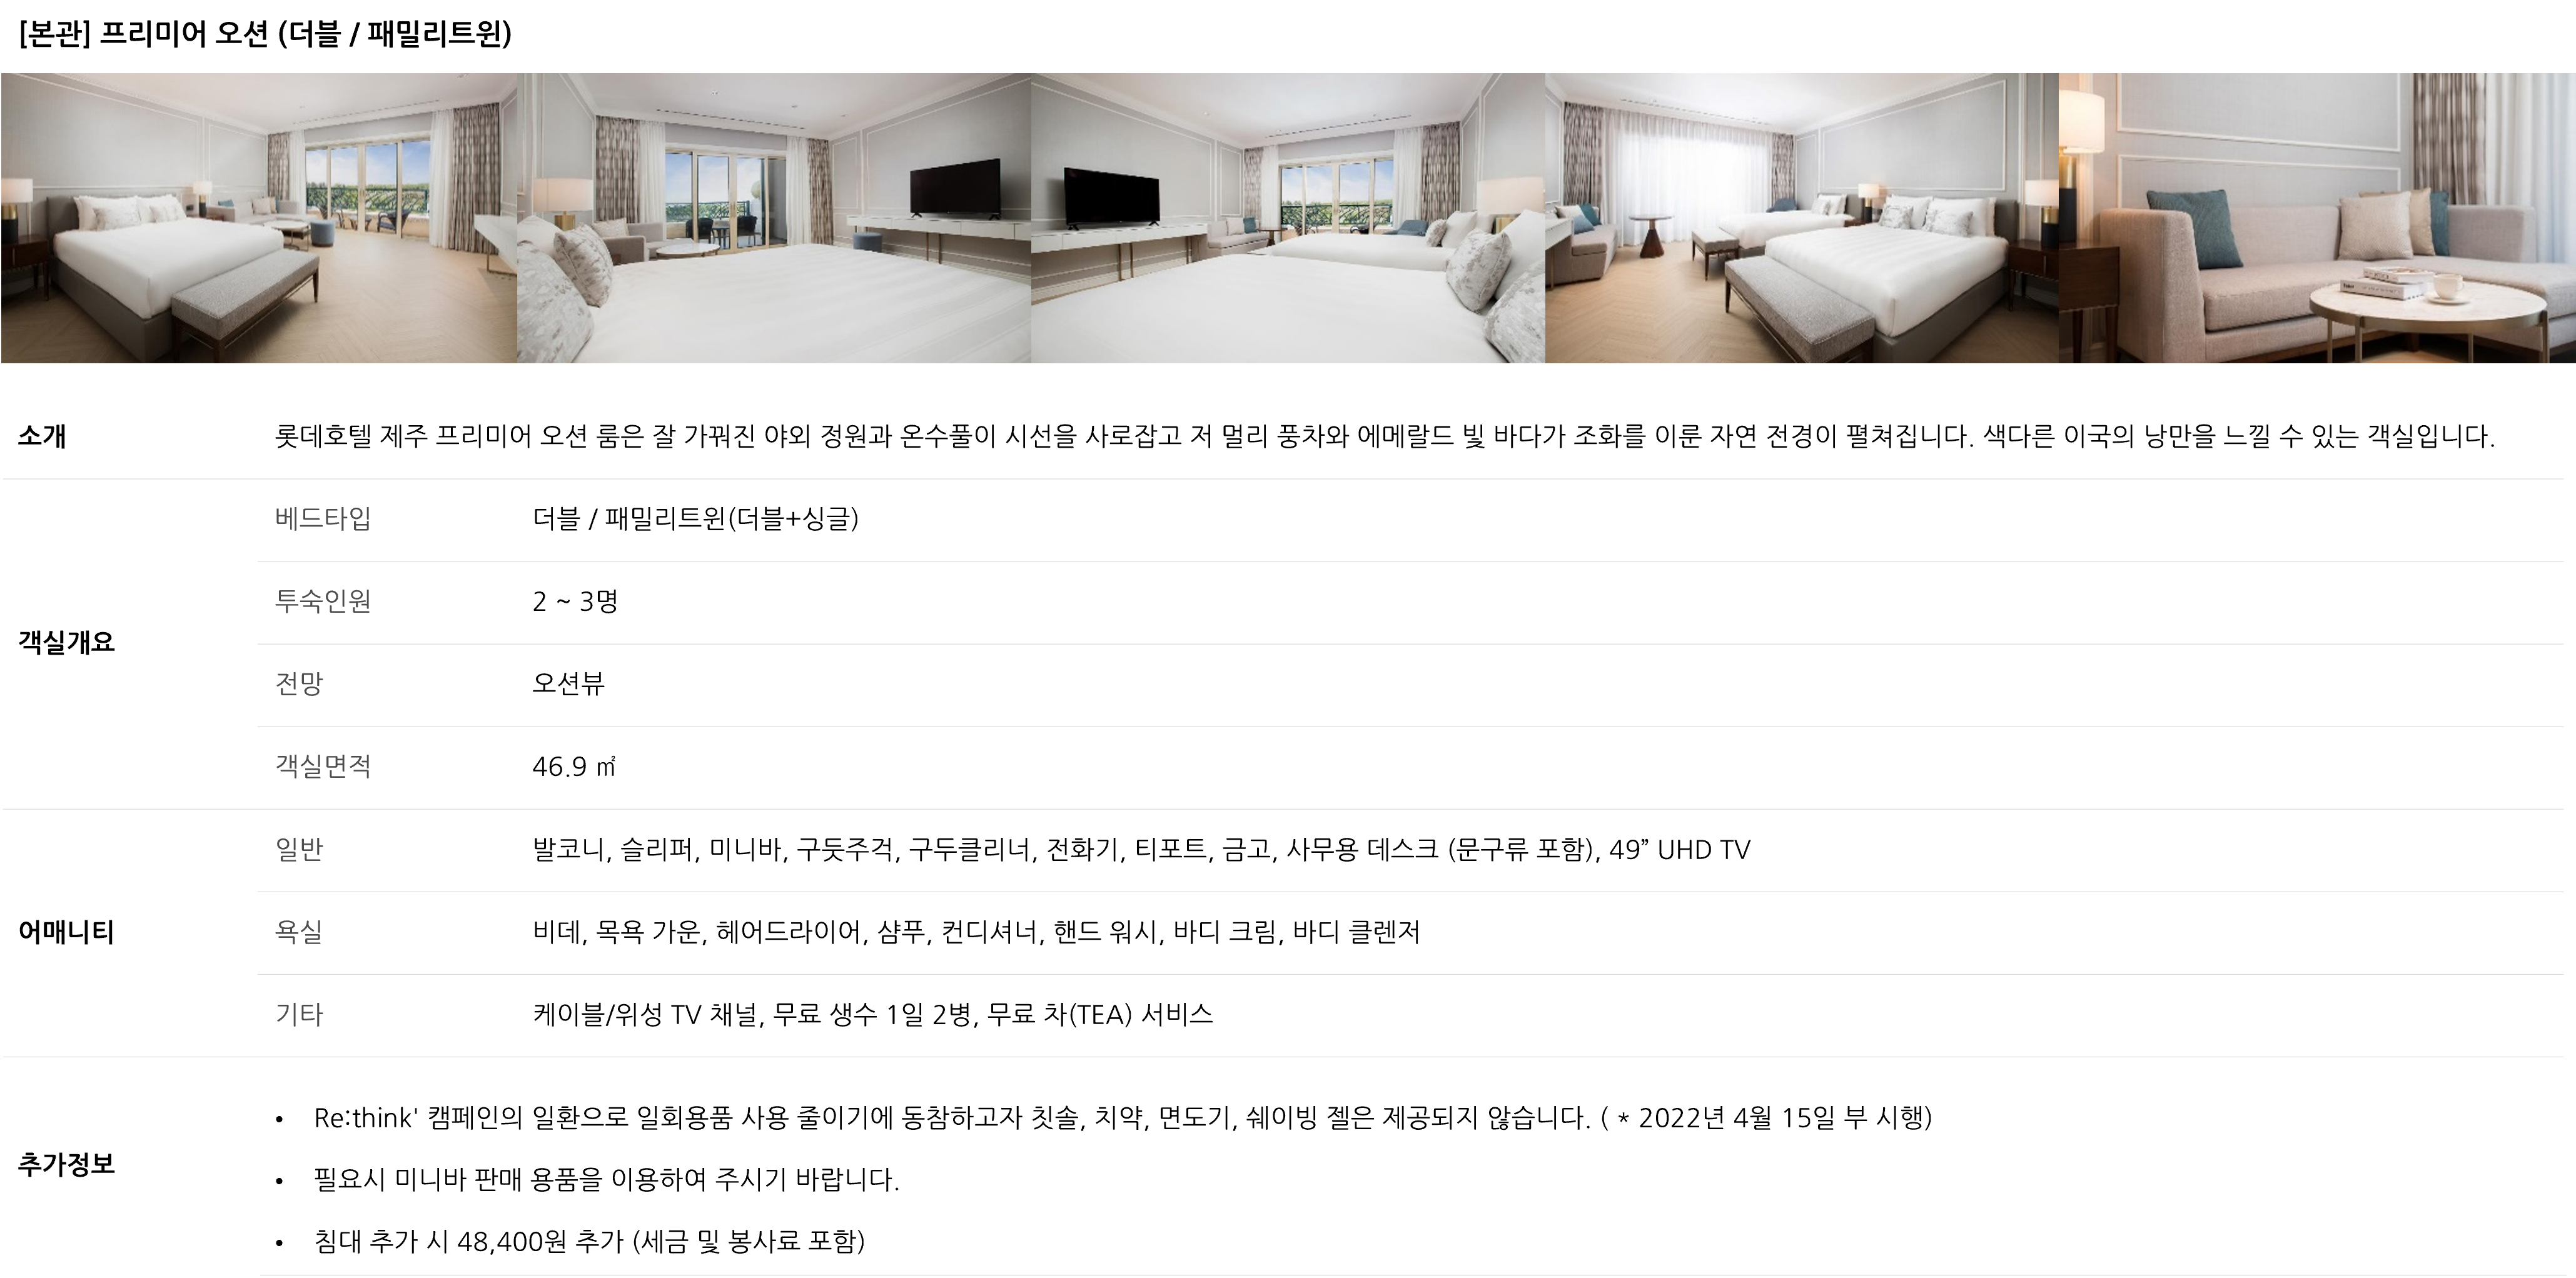 [본관] 프리미어 오션 (더블 / 패밀리트윈)
소개
롯데호텔 제주 프리미어 오션 룸은 잘 가꿔진 야외 정원과 온수풀이 시선을 사로잡고 저 멀리 풍차와 에메랄드 빛 바다가 조화를 이룬 자연 전경이 펼쳐집니다. 색다른 이국의 낭만을 느낄 수 있는 객실입니다.
객실개요
베드타입
더블 / 패밀리트윈(더블+싱글)
투숙인원
2 ~ 3명
전망
오션뷰
객실면적
46.9 ㎡
어매니티
일반
발코니, 슬리퍼, 미니바, 구둣주걱, 구두클리너, 전화기, 티포트, 금고, 사무용 데스크 (문구류 포함), 49” UHD TV
욕실
비데, 목욕 가운, 헤어드라이어, 샴푸, 컨디셔너, 핸드 워시, 바디 크림, 바디 클렌저
기타
케이블/위성 TV 채널, 무료 생수 1일 2병, 무료 차(TEA) 서비스
추가정보
• Re:think' 캠페인의 일환으로 일회용품 사용 줄이기에 동참하고자 칫솔, 치약, 면도기, 쉐이빙 젤은 제공되지 않습니다. ( * 2022년 4월 15일 부 시행)
• 필요시 미니바 판매 용품을 이용하여 주시기 바랍니다.
• 침대 추가 시 48,400원 추가 (세금 및 봉사료 포함)